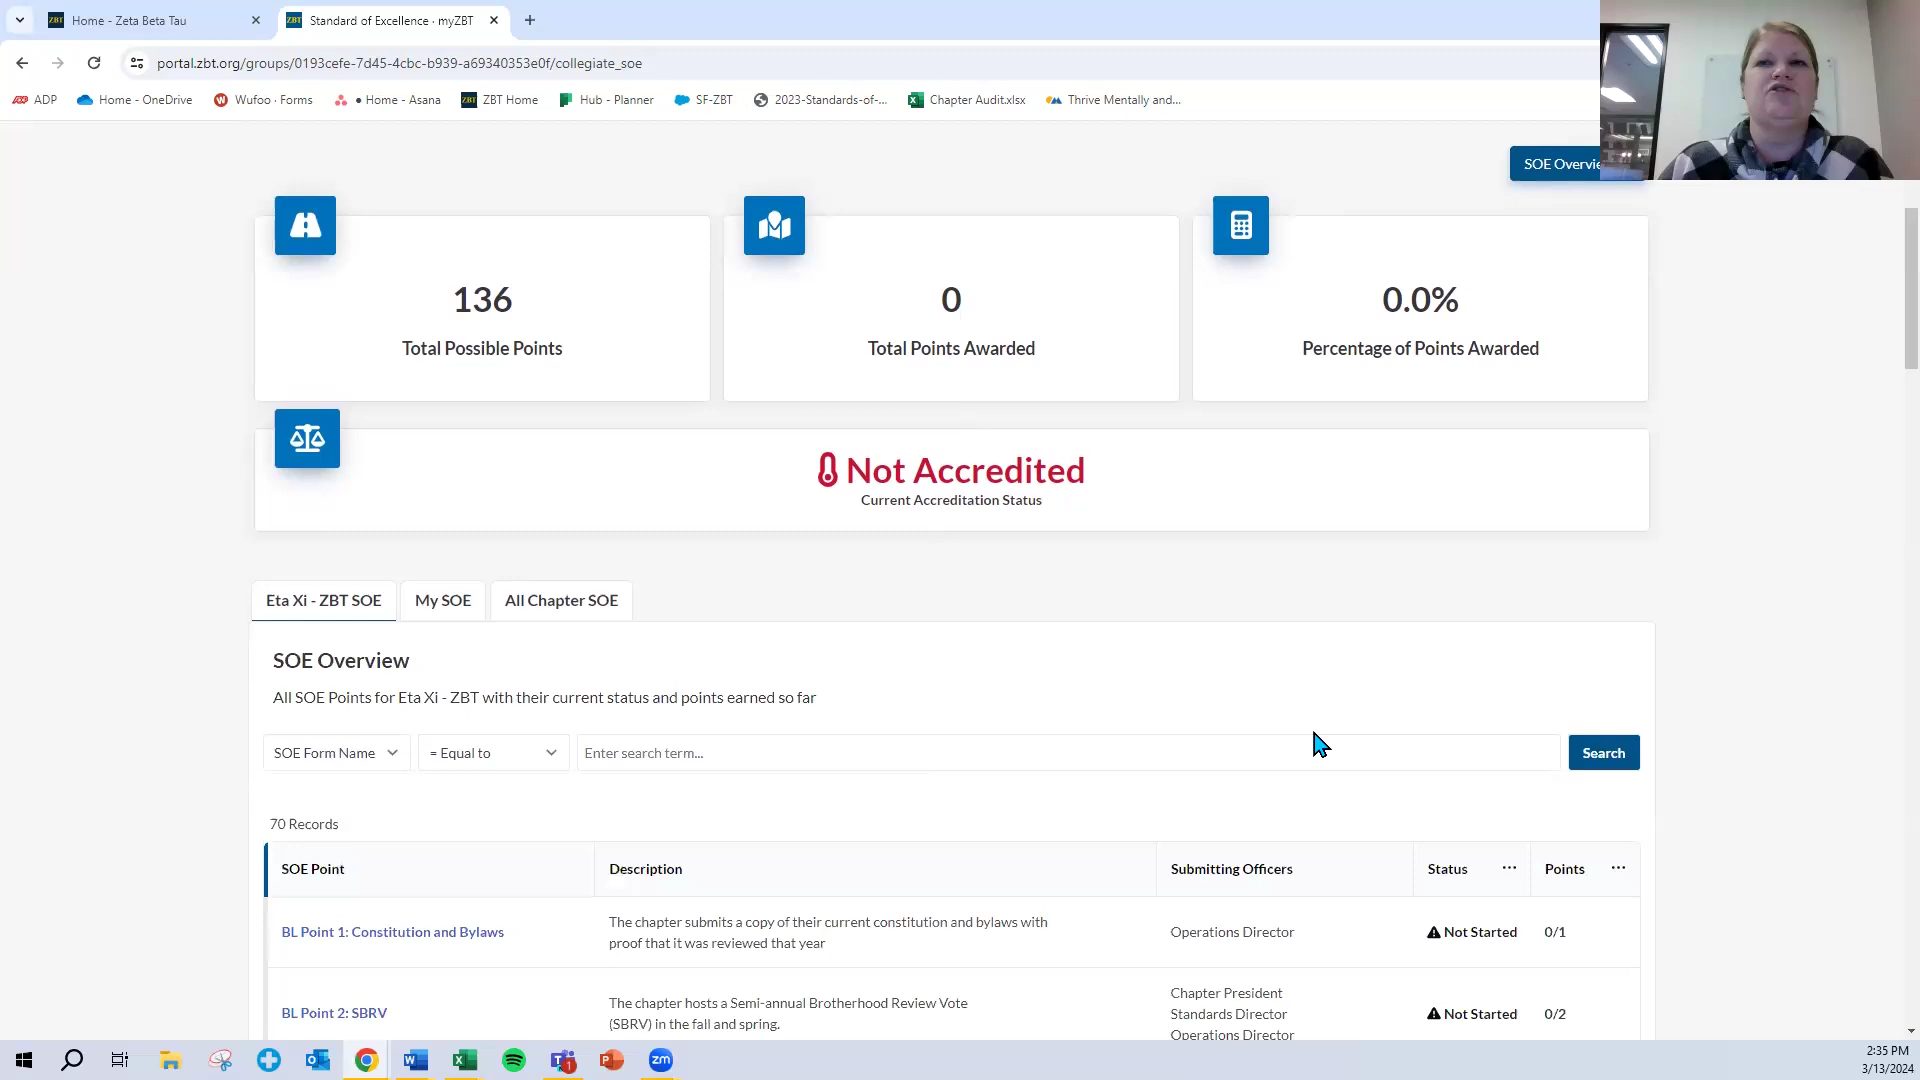 Home - Zeta Beta Tau
Standard of Excellence · myZBT
portal.zbt.org/groups/0193cefe-7d45-4cbc-b939-a69340353e0f/collegiate_soe
ADP
Home - OneDrive
Wufoo · Forms
● Home - Asana
ZBT Home
Hub - Planner
SF-ZBT
2023-Standards-of-...
Chapter Audit.xlsx
Thrive Mentally and...
SOE Overvie
136
Total Possible Points
0
Total Points Awarded
0.0%
Percentage of Points Awarded
Not Accredited
Current Accreditation Status
Eta Xi - ZBT SOE
My SOE
All Chapter SOE
SOE Overview
All SOE Points for Eta Xi - ZBT with their current status and points earned so far
SOE Form Name
= Equal to
Enter search term...
Search
70 Records
SOE Point
Description
Submitting Officers
Status ...
Points ...
BL Point 1: Constitution and Bylaws
The chapter submits a copy of their current constitution and bylaws with
proof that it was reviewed that year
Operations Director
Not Started
0/1
BL Point 2: SBRV
The chapter hosts a Semi-annual Brotherhood Review Vote
(SBRV) in the fall and spring.
Chapter President
Standards Director
Operations Director
Not Started
0/2
2:35 PM
3/13/2024